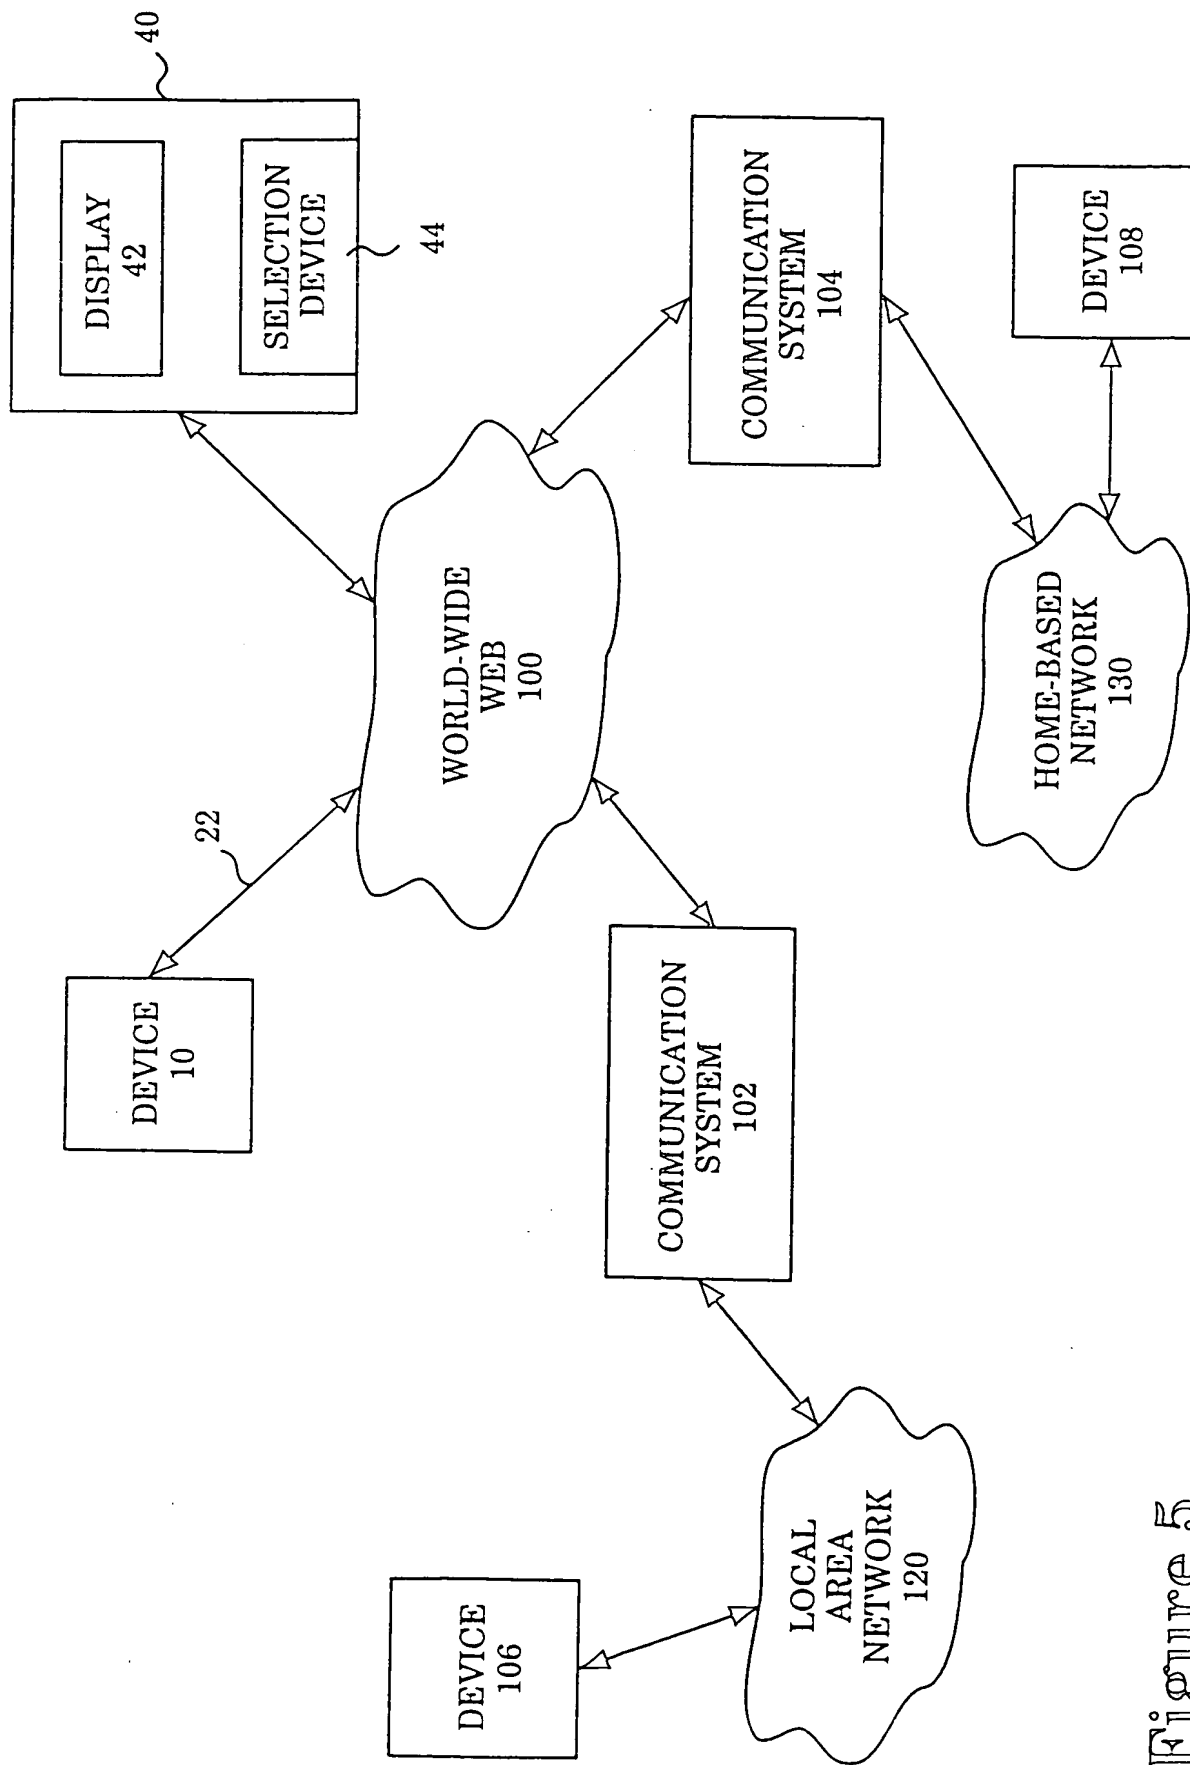 40
DISPLAY
42
SELECTION
DEVICE
44
22
DEVICE
10
WORLD-WIDE
WEB
100
COMMUNICATION
SYSTEM
104
COMMUNICATION
SYSTEM
102
DEVICE
108
DEVICE
106
LOCAL
AREA
NETWORK
120
HOME-BASED
NETWORK
130
Figure 5